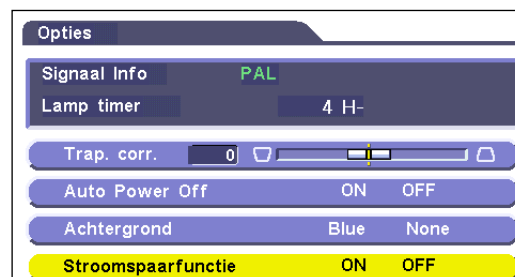 Opties
Signaal Info PAL
Lamp timer 4 H-
Trap. corr. 0
Auto Power Off ON OFF
Achtergrond Blue None
Stroomspaarfunctie ON OFF